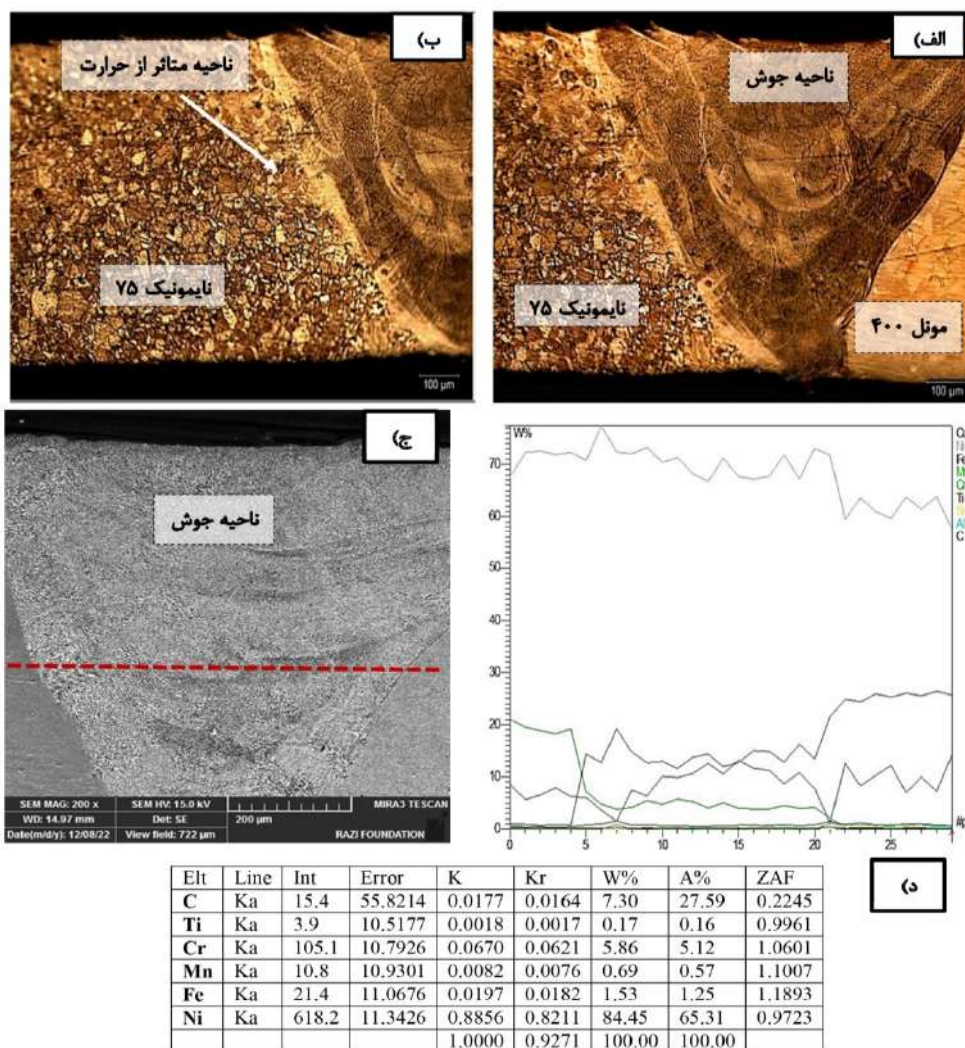 الف)
ناحیه جوش
نایمونیک ۷۵
مونل ۴۰۰
100 µm
ب)
ناحیه متاثر از حرارت
نایمونیک ۷۵
100 µm
ج)
ناحیه جوش
SEM MAG: 200 x SEM HV: 15.0 kV MIRA3 TESCAN
WD: 14.97 mm Det: SE 200 µm
Date(m/d/y): 12/08/22 View field: 722 µm RAZI FOUNDATION
W%
70
60
50
40
30
20
10
0
0 5 10 15 20 25
Fe
Ti
C
د)
Elt Line Int Error K Kr W% A% ZAF
C Ka 15.4 55.8214 0.0177 0.0164 7.30 27.59 0.2245
Ti Ka 3.9 10.5177 0.0018 0.0017 0.17 0.16 0.9961
Cr Ka 105.1 10.7926 0.0670 0.0621 5.86 5.12 1.0601
Mn Ka 10.8 10.9301 0.0082 0.0076 0.69 0.57 1.1007
Fe Ka 21.4 11.0676 0.0197 0.0182 1.53 1.25 1.1893
Ni Ka 618.2 11.3426 0.8856 0.8211 84.45 65.31 0.9723
1.0000 0.9271 100.00 100.00